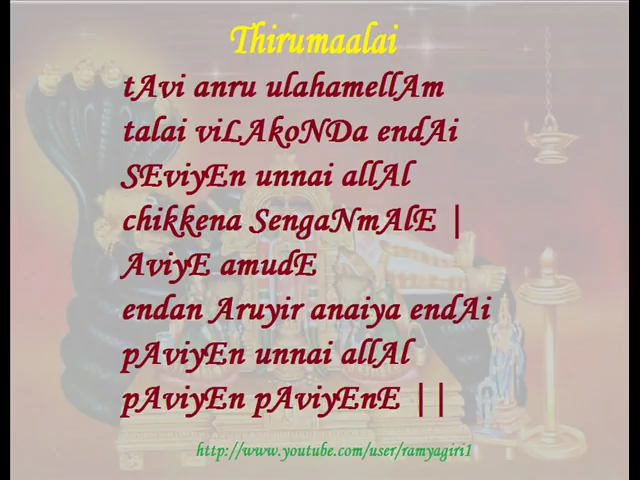 Thirumaalai
tAvi anru ulahamellAm
talai viLAkoNDa endAi
SEviyEn unnai allAl
chikkena SengaNmAlE |
AviyE amudE
endan Aruyir anaiya endAi
pAviyEn unnai allAl
pAviyEn pAviyEnE ||
http://www.youtube.com/user/ramyagiri1